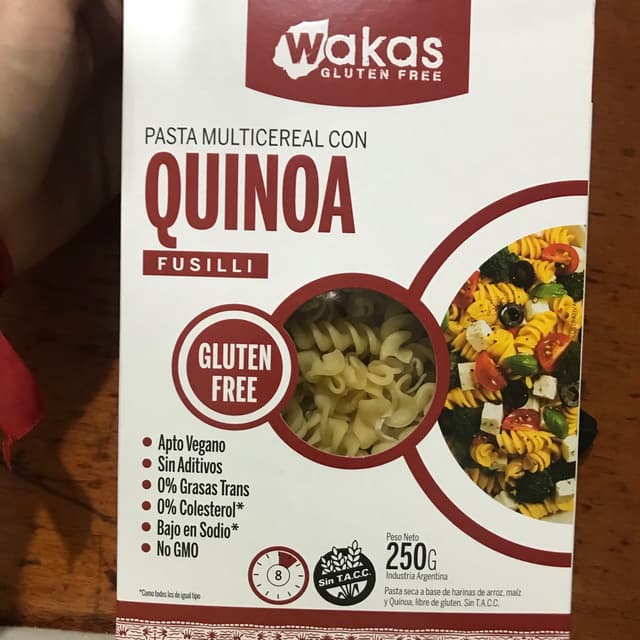 wakas
GLUTEN FREE
PASTA MULTICEREAL CON
QUINOA
FUSILLI
GLUTEN
FREE
Apto Vegano
Sin Aditivos
0% Grasas Trans
0% Colesterol*
Bajo en Sodio*
No GMO
*Como todos los de igual tipo
8
Sin T.A.C.C.
Peso Neto
250G
Industria Argentina
Pasta seca a base de harinas de arroz, maíz
y Quinoa, libre de gluten. Sin T.A.C.C.